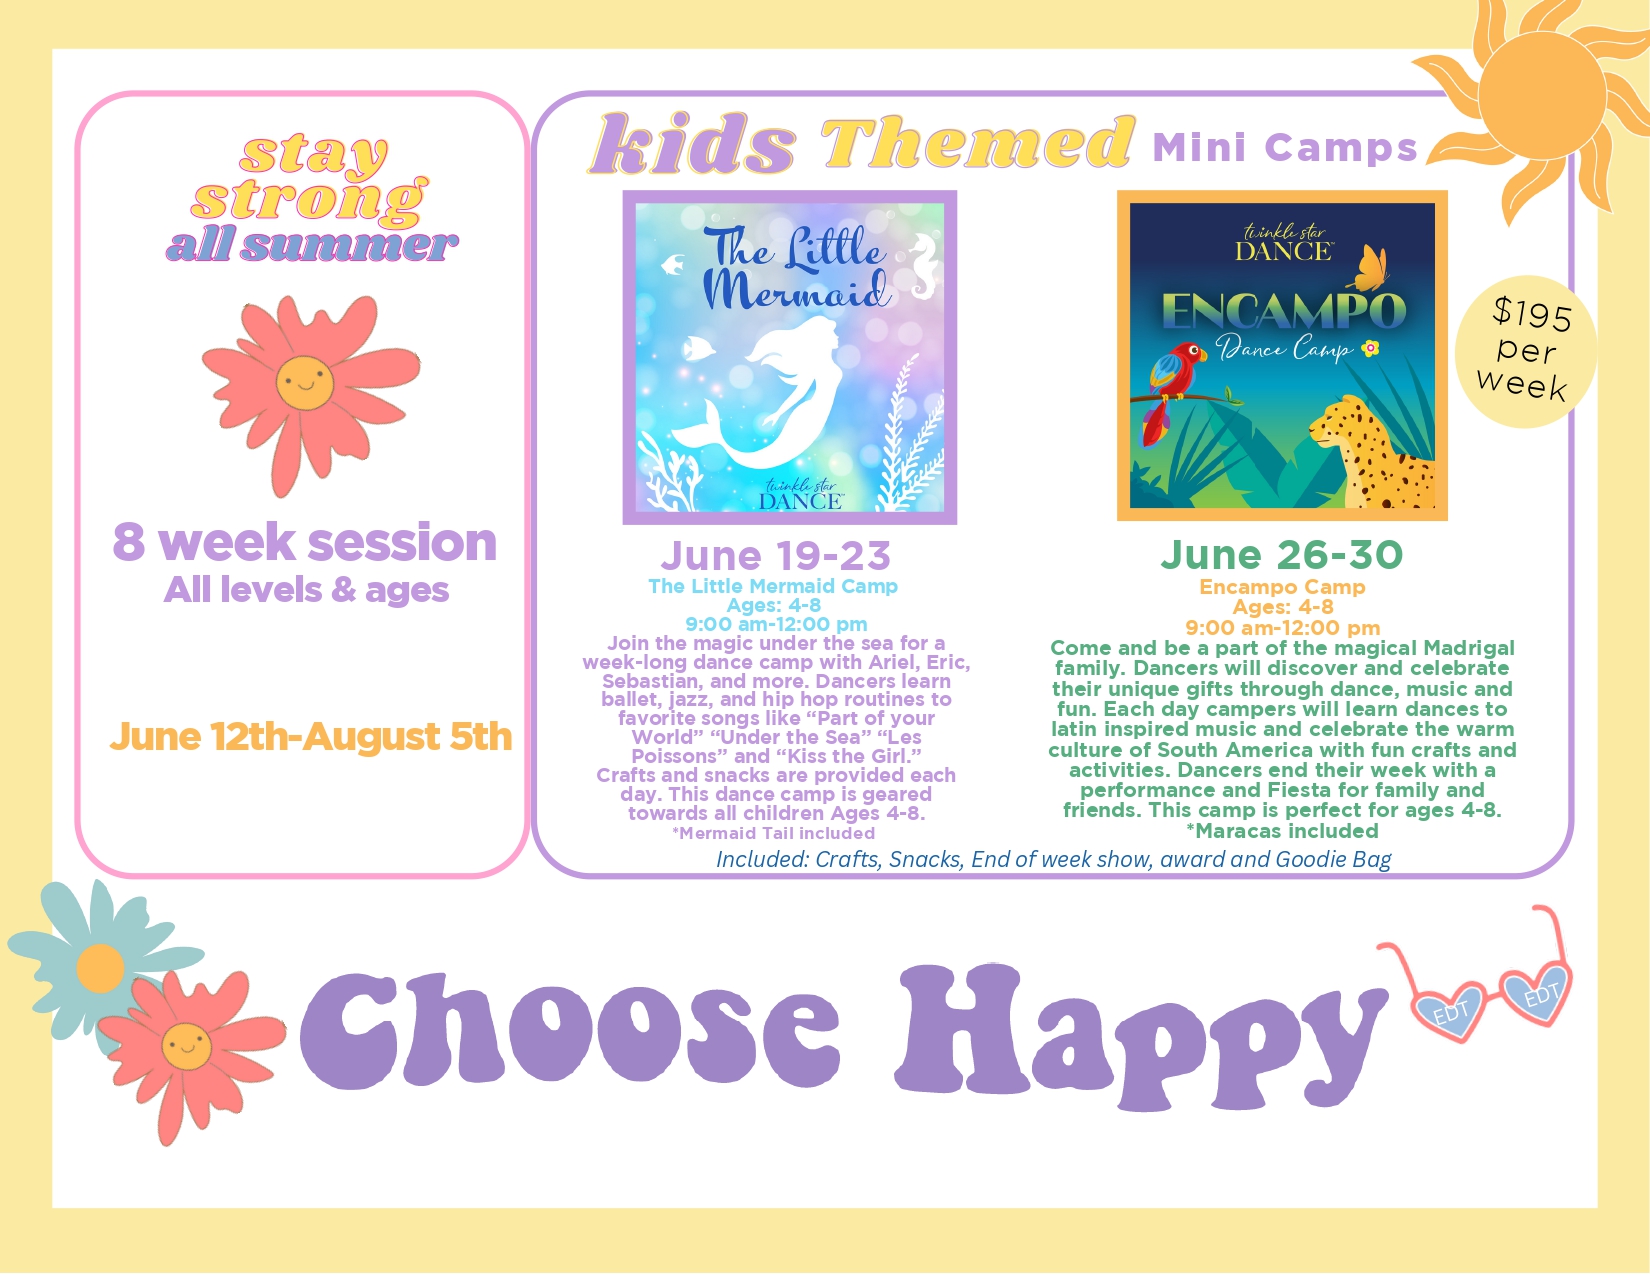 stay
strong
all summer
8 week session
All levels & ages
June 12th-August 5th
kids Themed Mini Camps
The Little
Mermaid
twinkle star
DANCE™
June 19-23
The Little Mermaid Camp
Ages: 4-8
9:00 am-12:00 pm
Join the magic under the sea for a
week-long dance camp with Ariel, Eric,
Sebastian, and more. Dancers learn
ballet, jazz, and hip hop routines to
favorite songs like “Part of your
World” “Under the Sea” “Les
Poissons” and “Kiss the Girl.”
Crafts and snacks are provided each
day. This dance camp is geared
towards all children Ages 4-8.
*Mermaid Tail included
twinkle star
DANCE™
ENCAMPO
Dance Camp
$195
per
week
June 26-30
Encampo Camp
Ages: 4-8
9:00 am-12:00 pm
Come and be a part of the magical Madrigal
family. Dancers will discover and celebrate
their unique gifts through dance, music and
fun. Each day campers will learn dances to
latin inspired music and celebrate the warm
culture of South America with fun crafts and
activities. Dancers end their week with a
performance and Fiesta for family and
friends. This camp is perfect for ages 4-8.
*Maracas included
Included: Crafts, Snacks, End of week show, award and Goodie Bag
Choose Happy
EDT
EDT